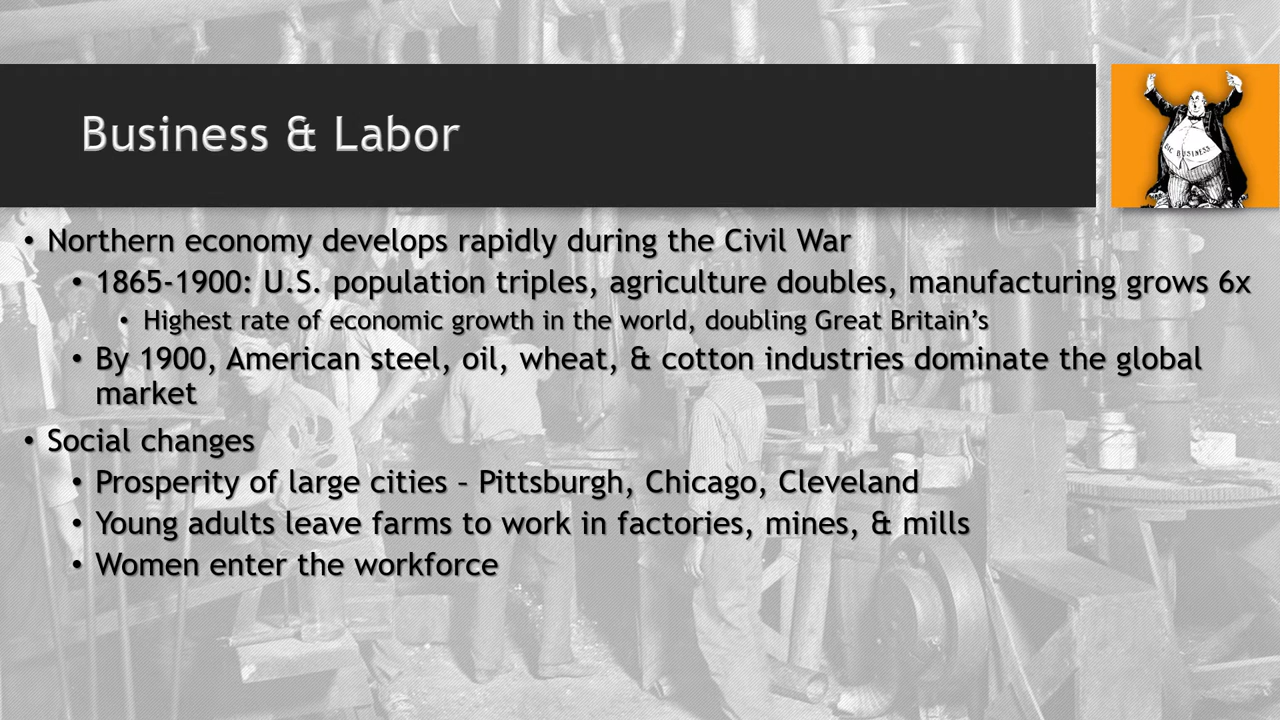 Business & Labor
BIG BUSINESS
• Northern economy develops rapidly during the Civil War
• 1865-1900: U.S. population triples, agriculture doubles, manufacturing grows 6x
• Highest rate of economic growth in the world, doubling Great Britain’s
• By 1900, American steel, oil, wheat, & cotton industries dominate the global
market
• Social changes
• Prosperity of large cities – Pittsburgh, Chicago, Cleveland
• Young adults leave farms to work in factories, mines, & mills
• Women enter the workforce